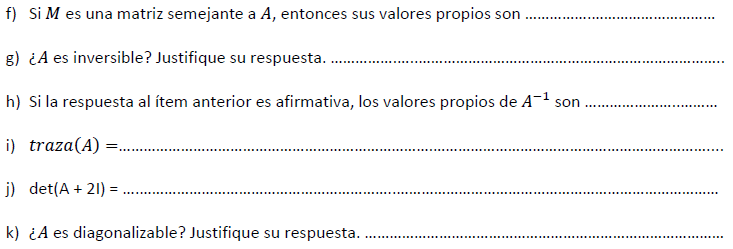 f) Si M es una matriz semejante a A, entonces sus valores propios son ………………………………………
g) ¿A es inversible? Justifique su respuesta. …………………………………………………………………………………
h) Si la respuesta al ítem anterior es afirmativa, los valores propios de A⁻¹ son …………………………
i) traza(A) =……………………………………………………………………………………………………………………………
j) det(A + 2I) = …………………………………………………………………………………………………………………………
k) ¿A es diagonalizable? Justifique su respuesta. …………………………………………………………………………